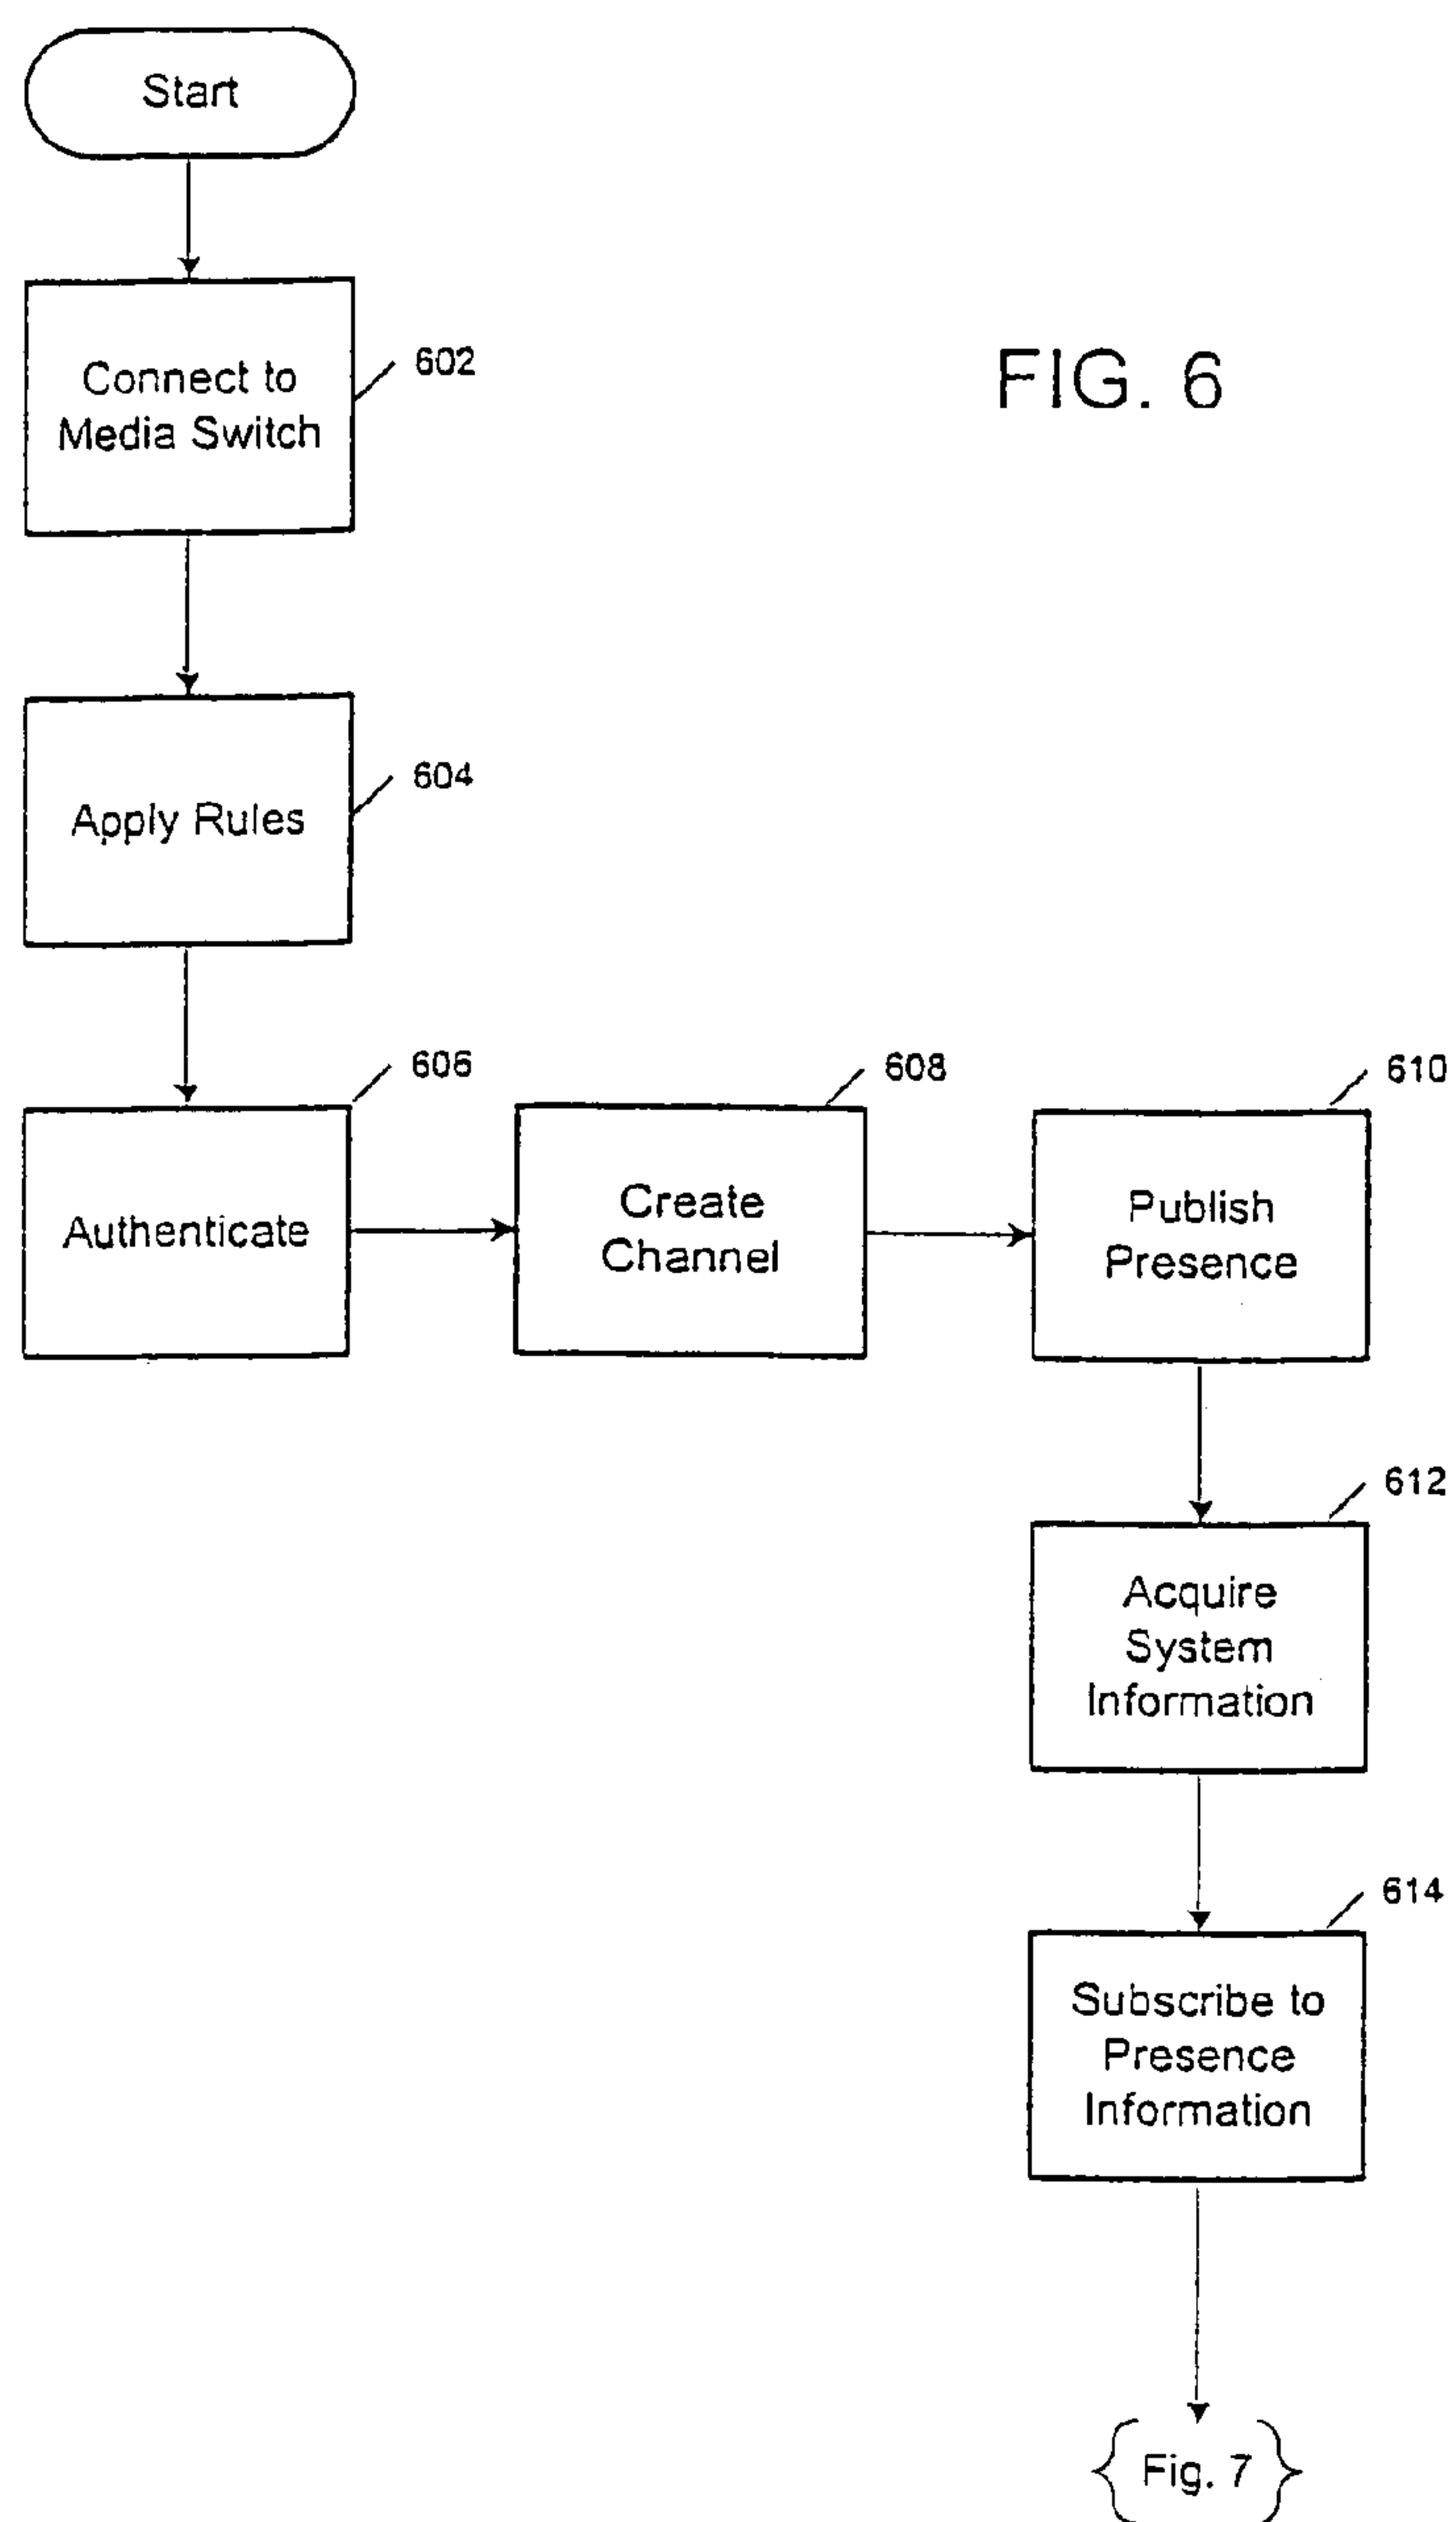 Start
Connect to
Media Switch
602
FIG. 6
Apply Rules
604
Authenticate
606
Create
Channel
608
Publish
Presence
610
Acquire
System
Information
612
Subscribe to
Presence
Information
614
{Fig. 7}